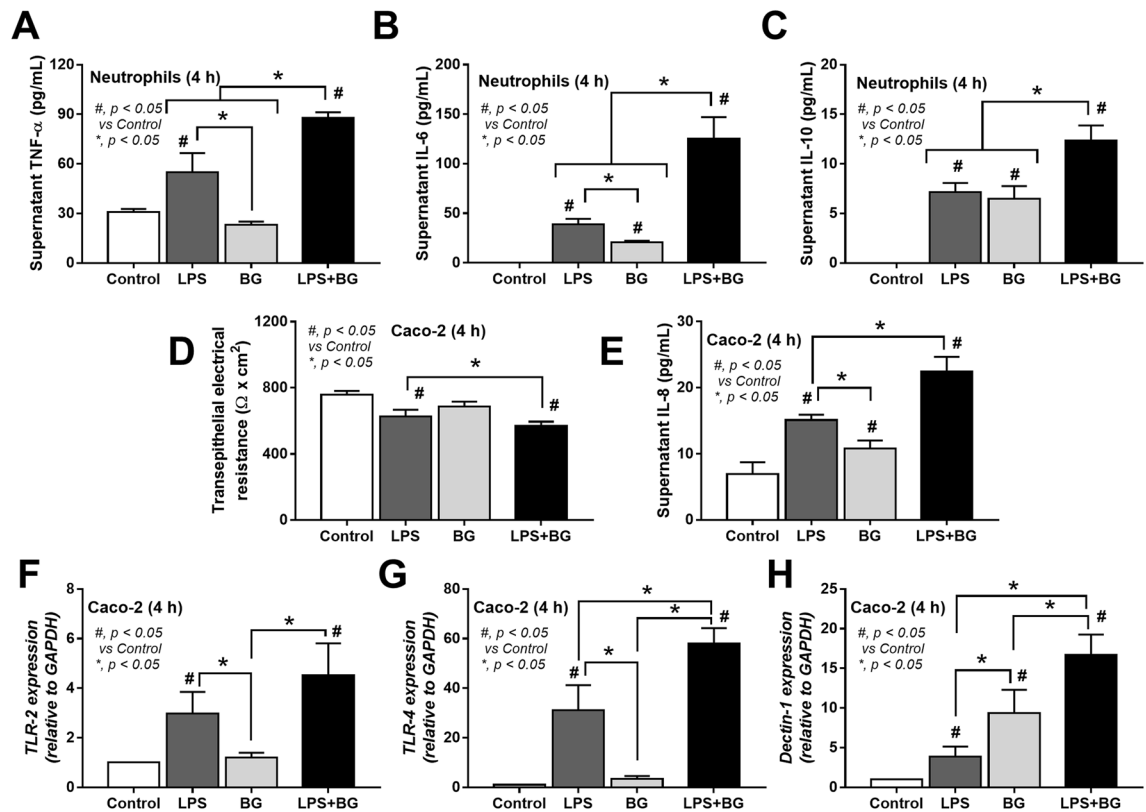 A
Supernatant TNF-α (pg/mL)
120
90
60
30
0
Neutrophils (4 h)
#, p < 0.05
vs Control
*, p < 0.05
#
*
*
#
Control
LPS
BG
LPS+BG
B
Supernatant IL-6 (pg/mL)
200
150
100
50
0
Neutrophils (4 h)
#, p < 0.05
vs Control
*, p < 0.05
#
*
#
*
#
Control
LPS
BG
LPS+BG
C
Supernatant IL-10 (pg/mL)
20
15
10
5
0
Neutrophils (4 h)
#, p < 0.05
vs Control
*, p < 0.05
#
#
*
#
Control
LPS
BG
LPS+BG
D
Transepithelial electrical
resistance (Ω x cm2)
1200
800
400
0
Caco-2 (4 h)
#, p < 0.05
vs Control
*, p < 0.05
#
*
#
Control
LPS
BG
LPS+BG
E
Supernatant IL-8 (pg/mL)
30
20
10
0
Caco-2 (4 h)
#, p < 0.05
vs Control
*, p < 0.05
#
*
#
*
#
Control
LPS
BG
LPS+BG
F
TLR-2 expression
(relative to GAPDH)
8
6
4
2
0
Caco-2 (4 h)
#, p < 0.05
vs Control
*, p < 0.05
#
*
*
#
Control
LPS
BG
LPS+BG
G
TLR-4 expression
(relative to GAPDH)
80
60
40
20
0
Caco-2 (4 h)
#, p < 0.05
vs Control
*, p < 0.05
#
*
*
*
#
Control
LPS
BG
LPS+BG
H
Dectin-1 expression
(relative to GAPDH)
25
20
15
10
5
0
Caco-2 (4 h)
#, p < 0.05
vs Control
*, p < 0.05
#
*
#
*
*
#
Control
LPS
BG
LPS+BG